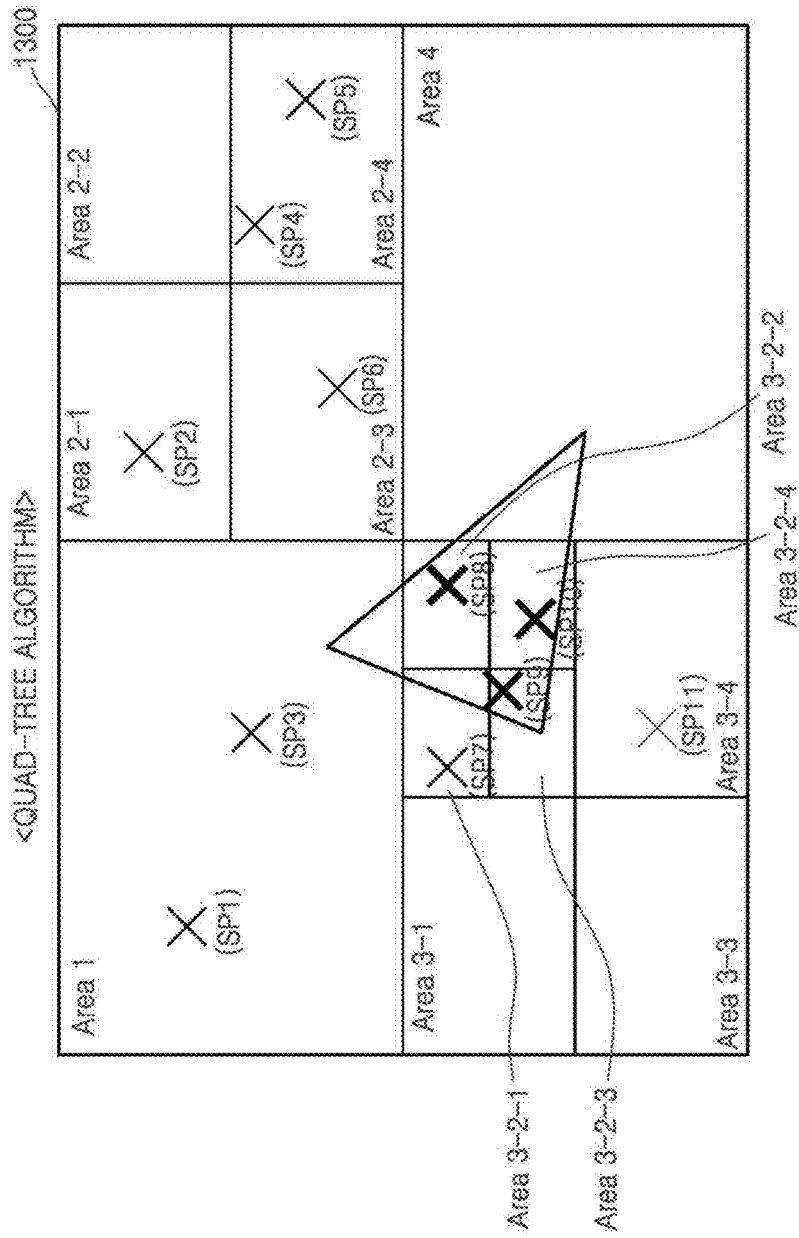 <QUAD-TREE ALGORITHM>
1300
Area 1
(SP1)
(SP3)
Area 2-1
(SP2)
Area 2-2
Area 2-3
(SP6)
Area 2-4
(SP4)
(SP5)
Area 3-1
(SP7)
(SP8)
(SP9)
(SP10)
Area 4
Area 3-3
Area 3-4
(SP11)
Area 3-2-1
Area 3-2-3
Area 3-2-4
Area 3-2-2